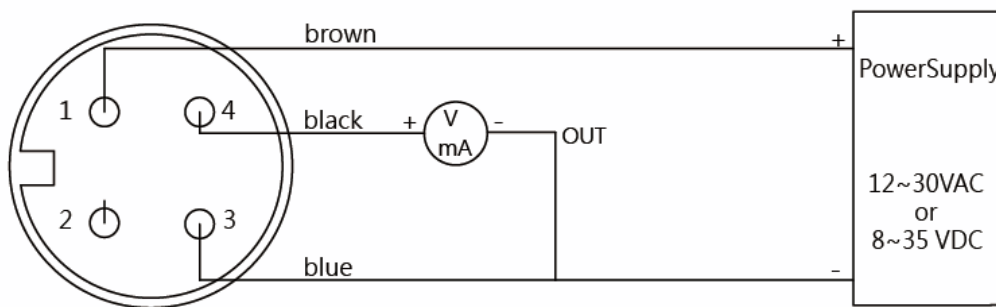 brown
+
PowerSupply
1
4
black
+
V
mA
-
OUT
12~30VAC
or
8~35 VDC
2
3
blue
-